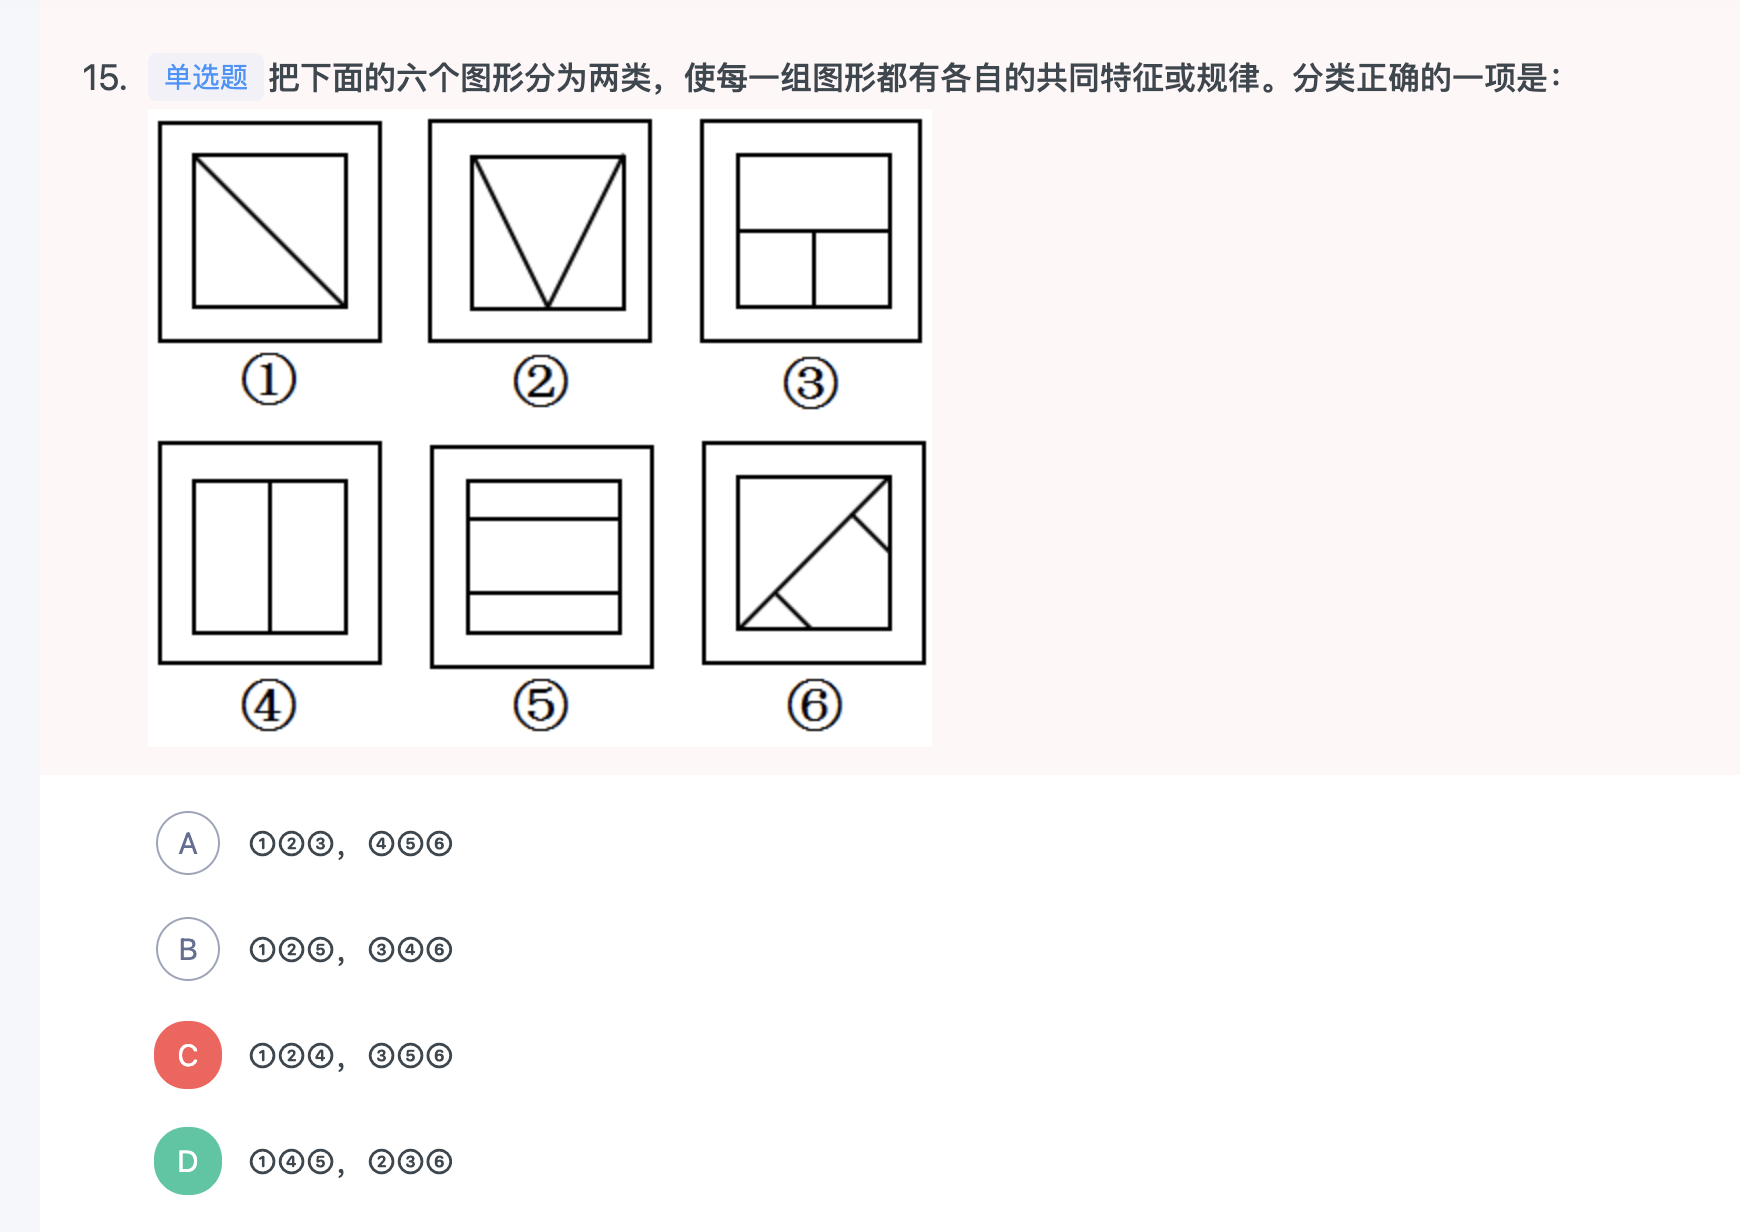 15. 单选题 把下面的六个图形分为两类，使每一组图形都有各自的共同特征或规律。分类正确的一项是：
① ② ③
④ ⑤ ⑥
A ①②③，④⑤⑥
B ①②⑤，③④⑥
C ①②④，③⑤⑥
D ①④⑤，②③⑥